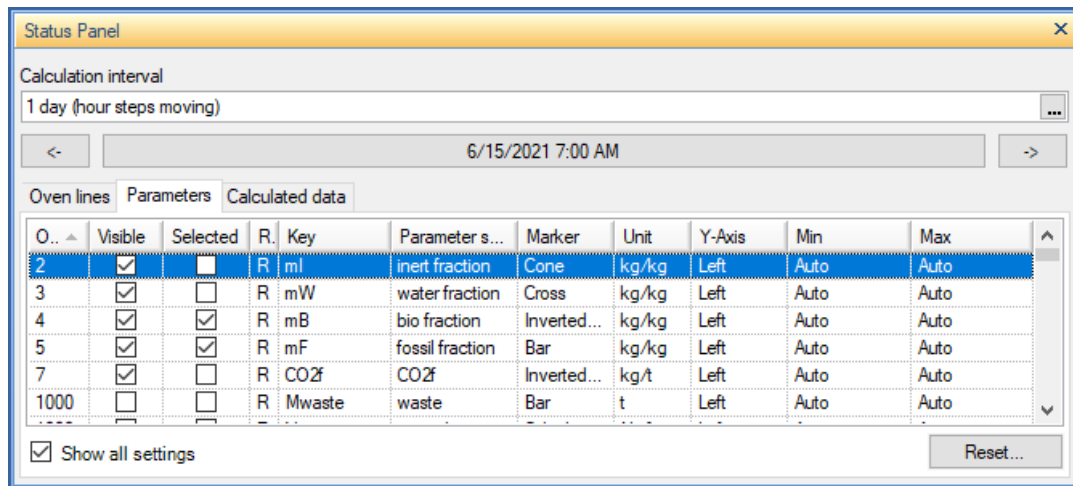 Status Panel
Calculation interval
1 day (hour steps moving)
...
<- 6/15/2021 7:00 AM ->
Oven lines Parameters Calculated data
O.. Visible Selected R. Key Parameter s... Marker Unit Y-Axis Min Max
2 R mI inert fraction Cone kg/kg Left Auto Auto
3 R mW water fraction Cross kg/kg Left Auto Auto
4 R mB bio fraction Inverted... kg/kg Left Auto Auto
5 R mF fossil fraction Bar kg/kg Left Auto Auto
7 R CO2f CO2f Inverted... kg/t Left Auto Auto
1000 R Mwaste waste Bar t Left Auto Auto
Show all settings Reset...